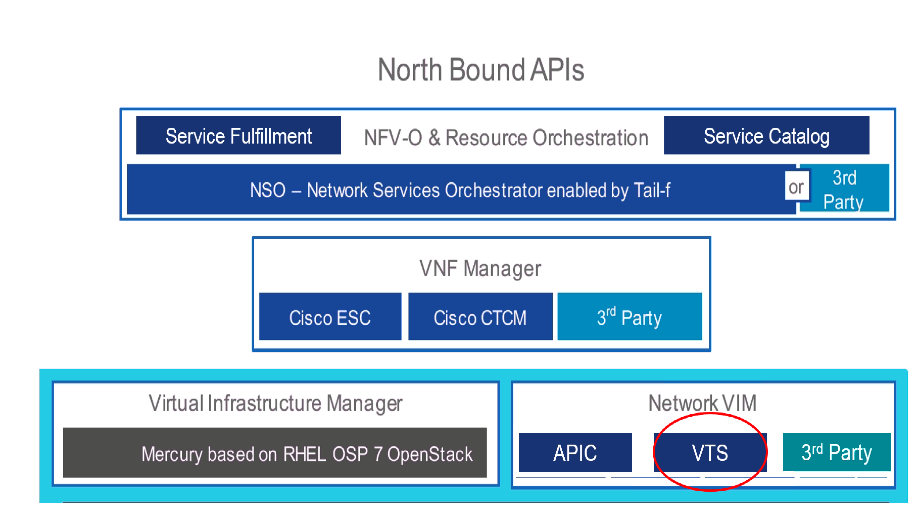 North Bound APIs
Service Fulfillment
NFV-O & Resource Orchestration
Service Catalog
NSO – Network Services Orchestrator enabled by Tail-f
or
3rd
Party
VNF Manager
Cisco ESC
Cisco CTCM
3rd Party
Virtual Infrastructure Manager
Mercury based on RHEL OSP 7 OpenStack
Network VIM
APIC
VTS
3rd Party